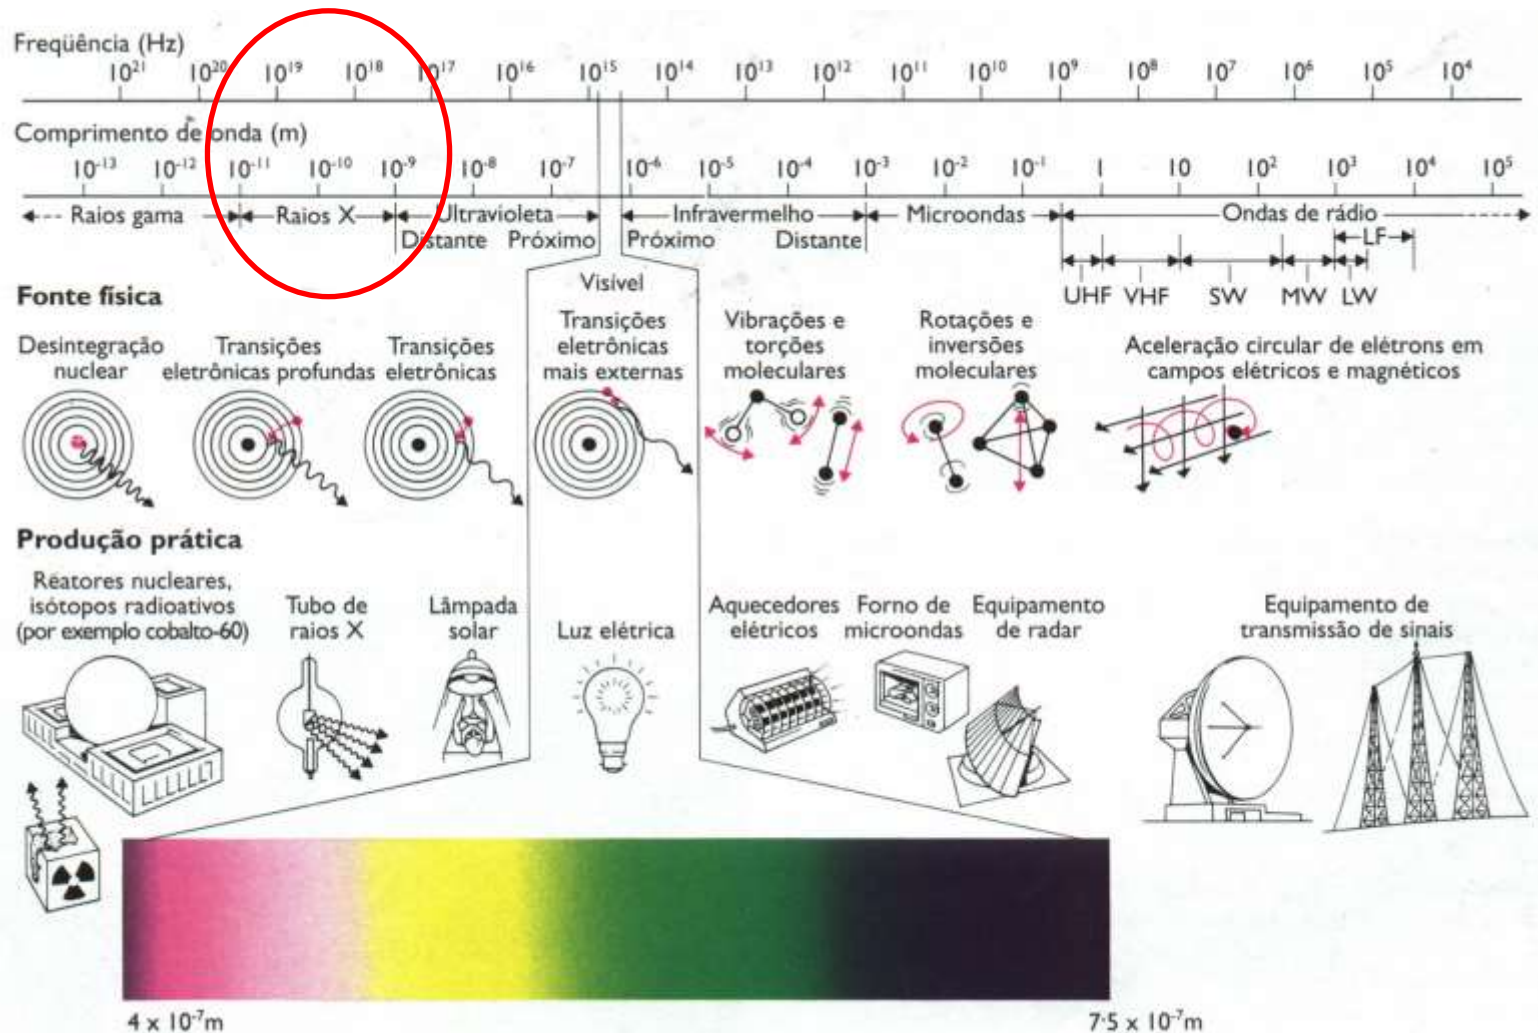 Freqüência (Hz)
10²¹ 10²⁰ 10¹⁹ 10¹⁸ 10¹⁷ 10¹⁶ 10¹⁵ 10¹⁴ 10¹³ 10¹² 10¹¹ 10¹⁰ 10⁹ 10⁸ 10⁷ 10⁶ 10⁵ 10⁴
Comprimento de onda (m)
10⁻¹³ 10⁻¹² 10⁻¹¹ 10⁻¹⁰ 10⁻⁹ 10⁻⁸ 10⁻⁷ 10⁻⁶ 10⁻⁵ 10⁻⁴ 10⁻³ 10⁻² 10⁻¹ 1 10 10² 10³ 10⁴ 10⁵
Raios gama Raios X Ultravioleta Infravermelho Microondas Ondas de rádio
Distante Próximo Próximo Distante LF
Visível
UHF VHF SW MW LW
Fonte física
Desintegração
nuclear
Transições
eletrônicas profundas
Transições
eletrônicas
Transições
eletrônicas
mais externas
Vibrações e
torções
moleculares
Rotações e
inversões
moleculares
Aceleração circular de elétrons em
campos elétricos e magnéticos
Produção prática
Reatores nucleares,
isótopos radioativos
(por exemplo cobalto-60)
Tubo de
raios X
Lâmpada
solar
Luz elétrica
Aquecedores
elétricos
Forno de
microondas
Equipamento
de radar
Equipamento de
transmissão de sinais
4 x 10⁻⁷m
7·5 x 10⁻⁷m